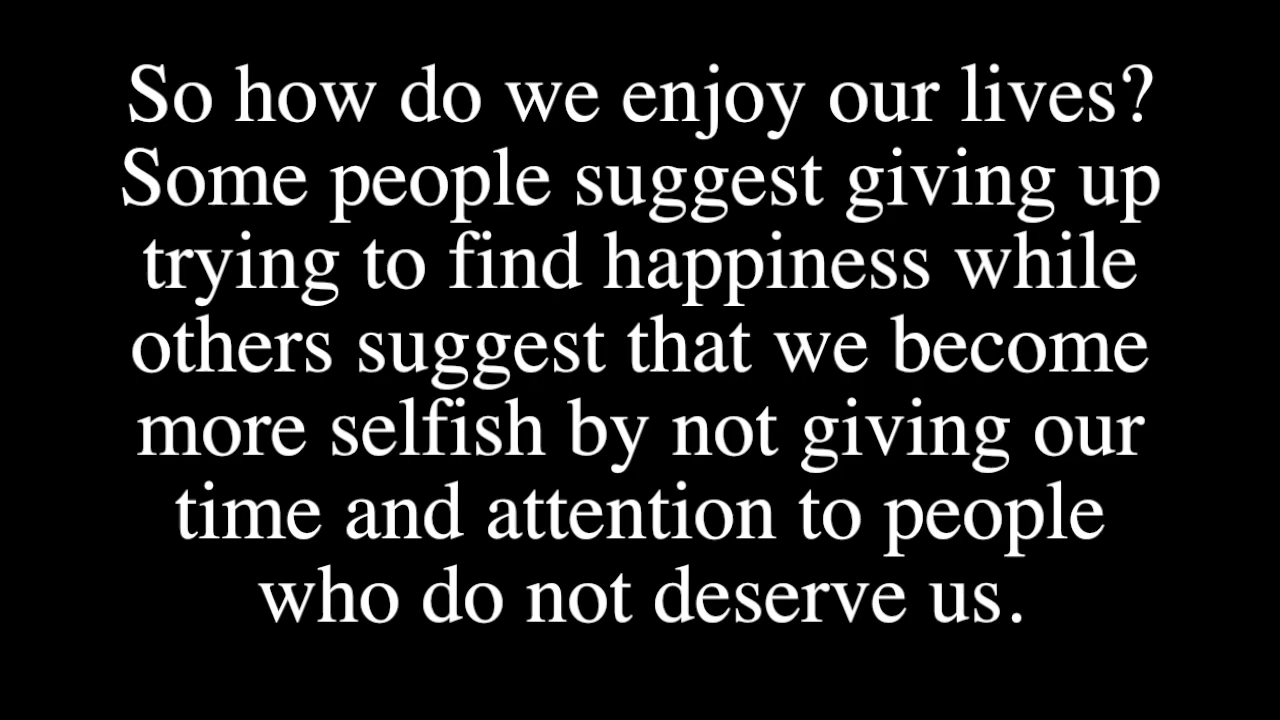 So how do we enjoy our lives?
Some people suggest giving up
trying to find happiness while
others suggest that we become
more selfish by not giving our
time and attention to people
who do not deserve us.